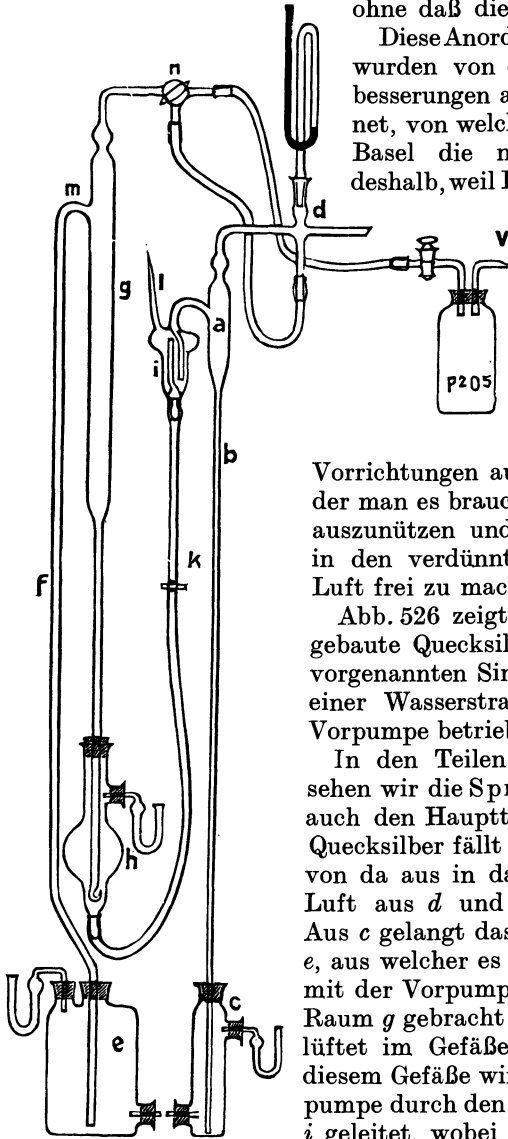 ohne daß die
Diese Anord
wurden von
besserungen a
net, von welch
Basel die n
deshalb, weil
n
m
d
v
g
l
a
i
P2O5
b
f
k
h
c
e
Vorrichtungen au
der man es brauc
auszunützen und
in den verdünnt
Luft frei zu mac
Abb. 526 zeigt
gebaute Quecksil
vorgenannten Sin
einer Wasserstra
Vorpumpe betrieb
In den Teilen
sehen wir die Spr
auch den Hauptt
Quecksilber fällt
von da aus in da
Luft aus d und
Aus c gelangt das
e, aus welcher es
mit der Vorpump
Raum g gebracht
lüftet im Gefäße
diesem Gefäße wi
pumpe durch den
i geleitet, wobei